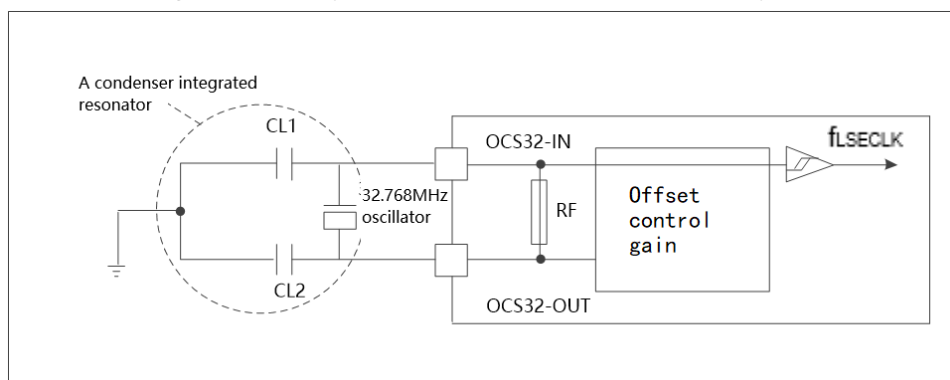 A condenser integrated
resonator
CL1
OCS32-IN
fLSECLK
32.768MHz
oscillator
RF
Offset
control
gain
CL2
OCS32-OUT